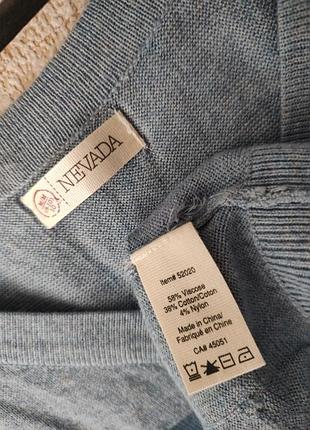 NEVADA
Item# 52020
58% Viscose
38% Cotton/Coton
4% Nylon
Made in China/
Fabriqué en Chine
CA# 45051